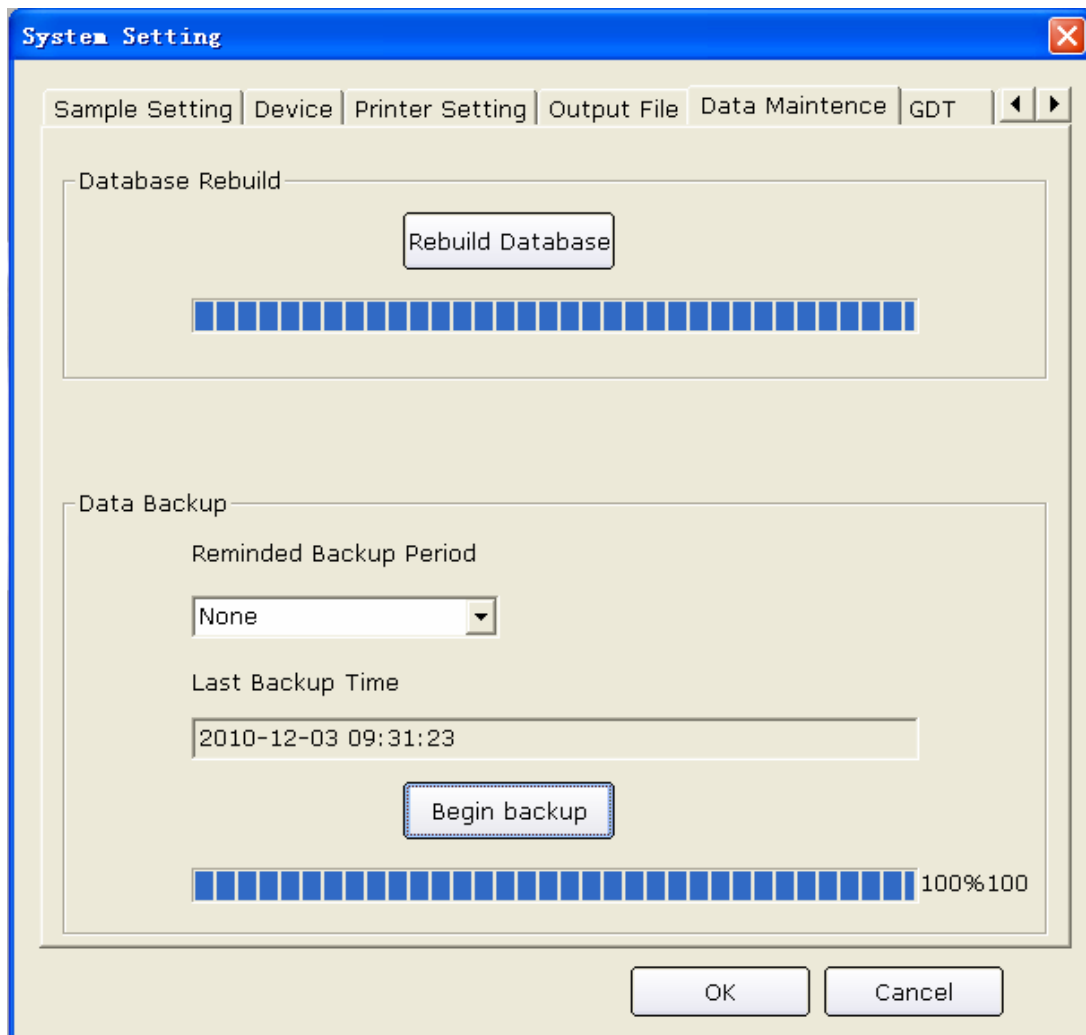 System Setting
Sample Setting Device Printer Setting Output File Data Maintence GDT
Database Rebuild
Rebuild Database
Data Backup
Reminded Backup Period
None
Last Backup Time
2010-12-03 09:31:23
Begin backup
100%100
OK Cancel